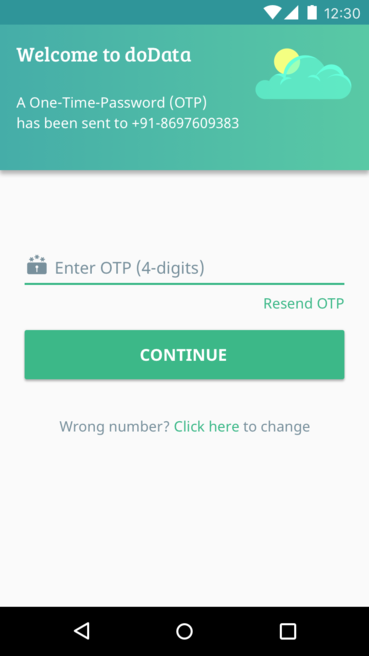 12:30
Welcome to doData
A One-Time-Password (OTP)
has been sent to +91-8697609383
Enter OTP (4-digits)
Resend OTP
CONTINUE
Wrong number? Click here to change